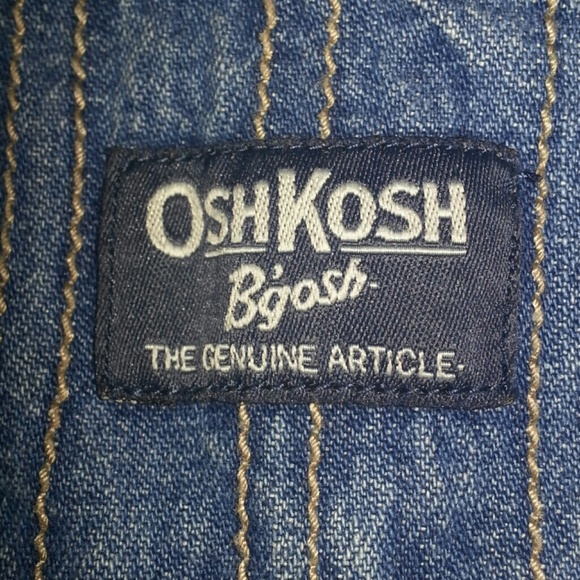 OSHKOSH
B'gosh.
THE GENUINE ARTICLE.